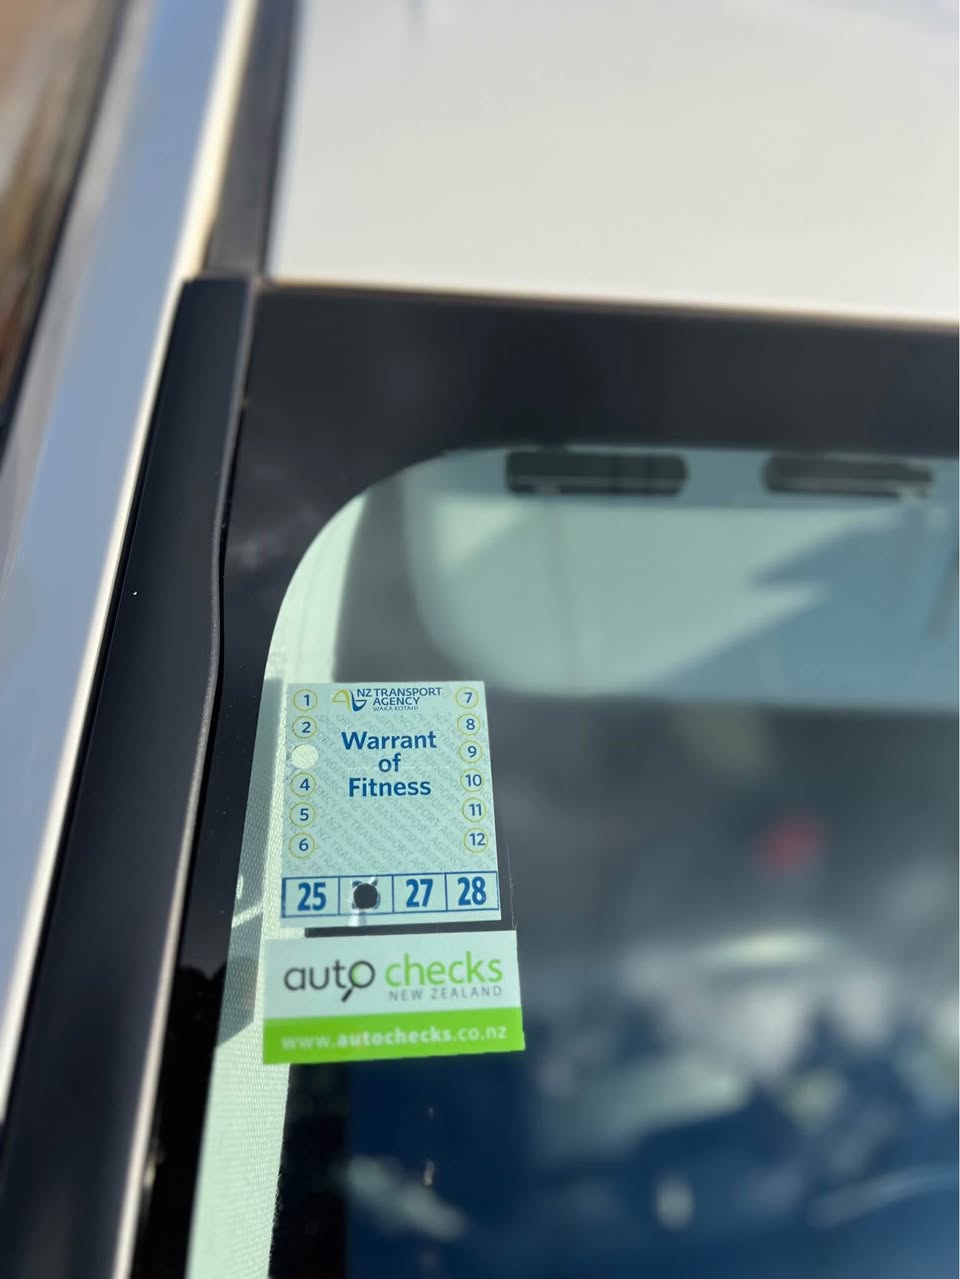 NZ TRANSPORT
AGENCY
WAKA KOTAHI
1
2
4
5
6
7
8
9
10
11
12
Warrant
of
Fitness
25 27 28
auto checks
NEW ZEALAND
www.autochecks.co.nz